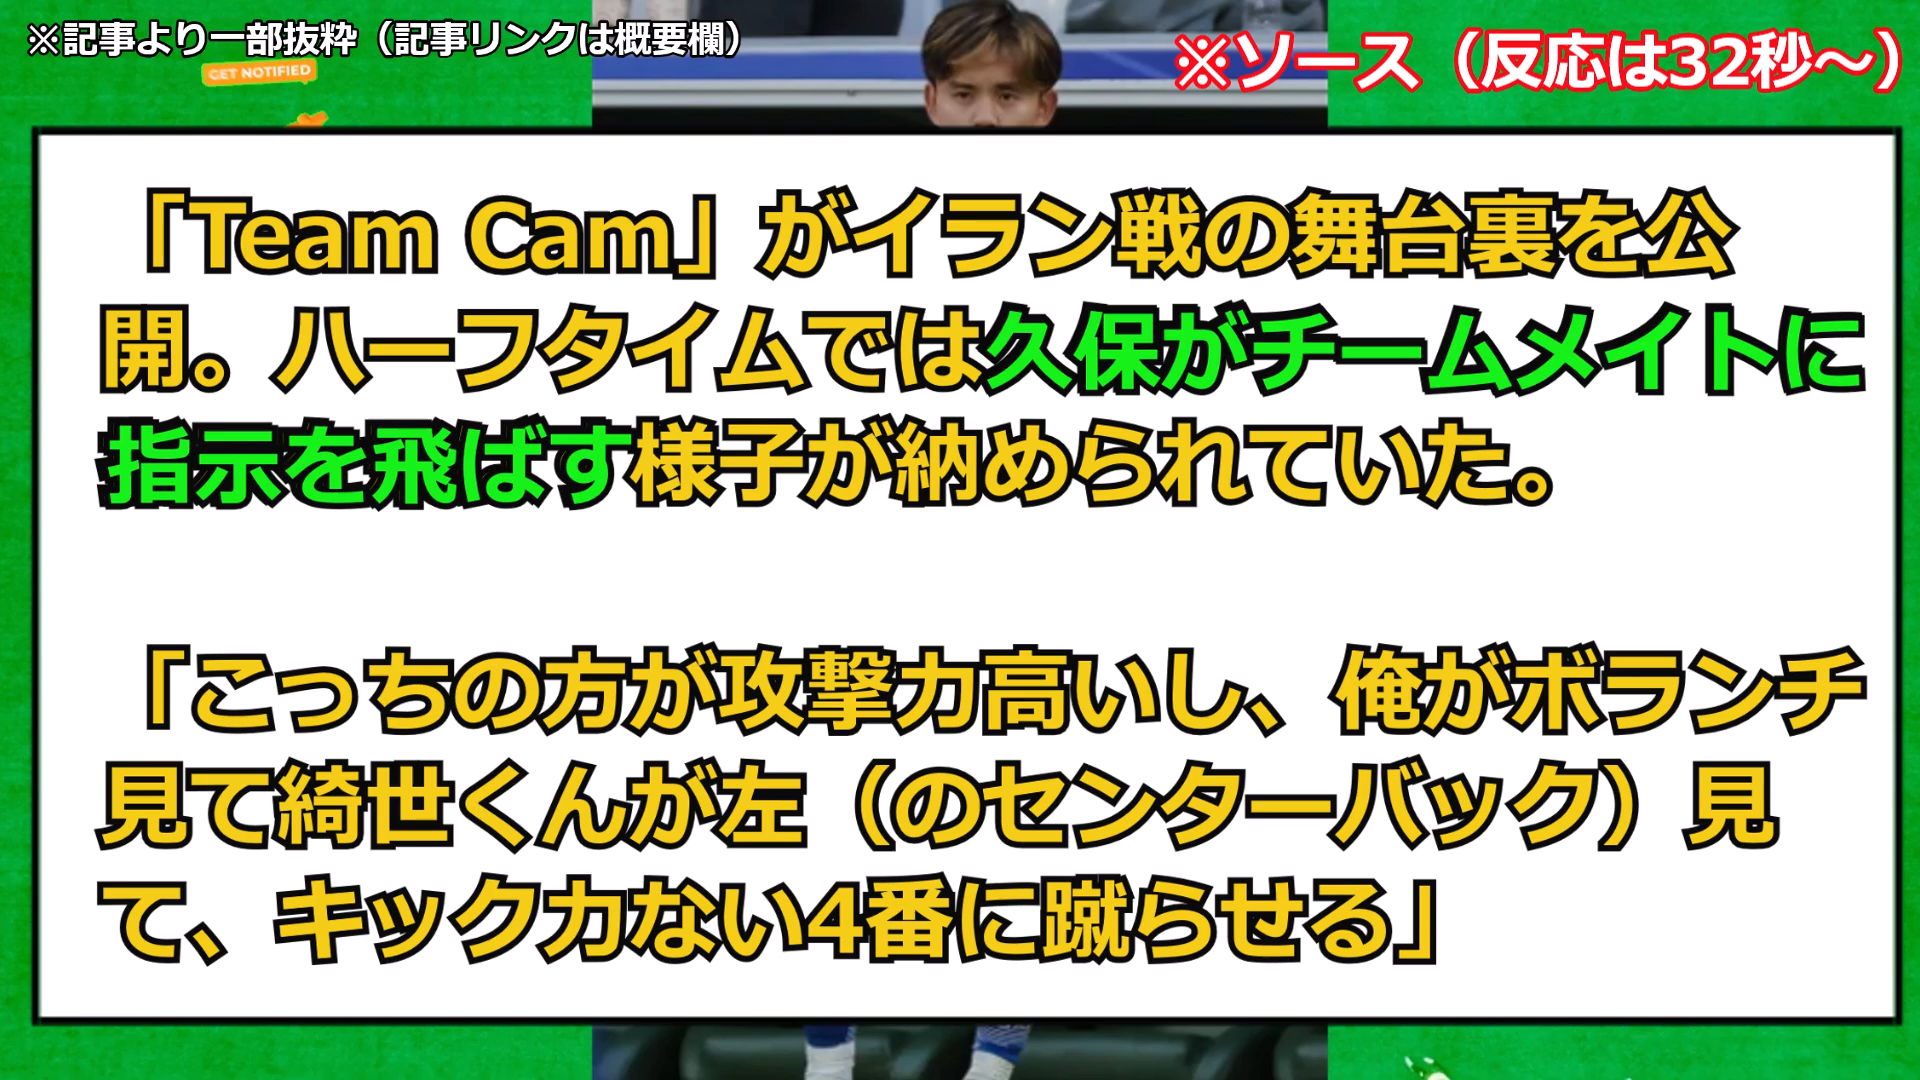 ※記事より一部抜粋（記事リンクは概要欄）
※ソース（反応は32秒～）
GET NOTIFIED
「Team Cam」がイラン戦の舞台裏を公
開。ハーフタイムでは久保がチームメイトに
指示を飛ばす様子が納められていた。
「こっちの方が攻撃力高いし、俺がボランチ
見て綺世くんが左（のセンターバック）見
て、キック力ない4番に蹴らせる」